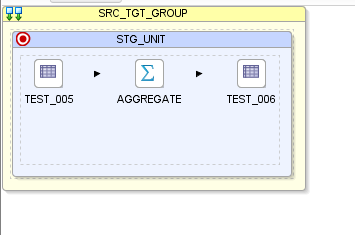 SRC_TGT_GROUP
STG_UNIT
TEST_005 AGGREGATE TEST_006